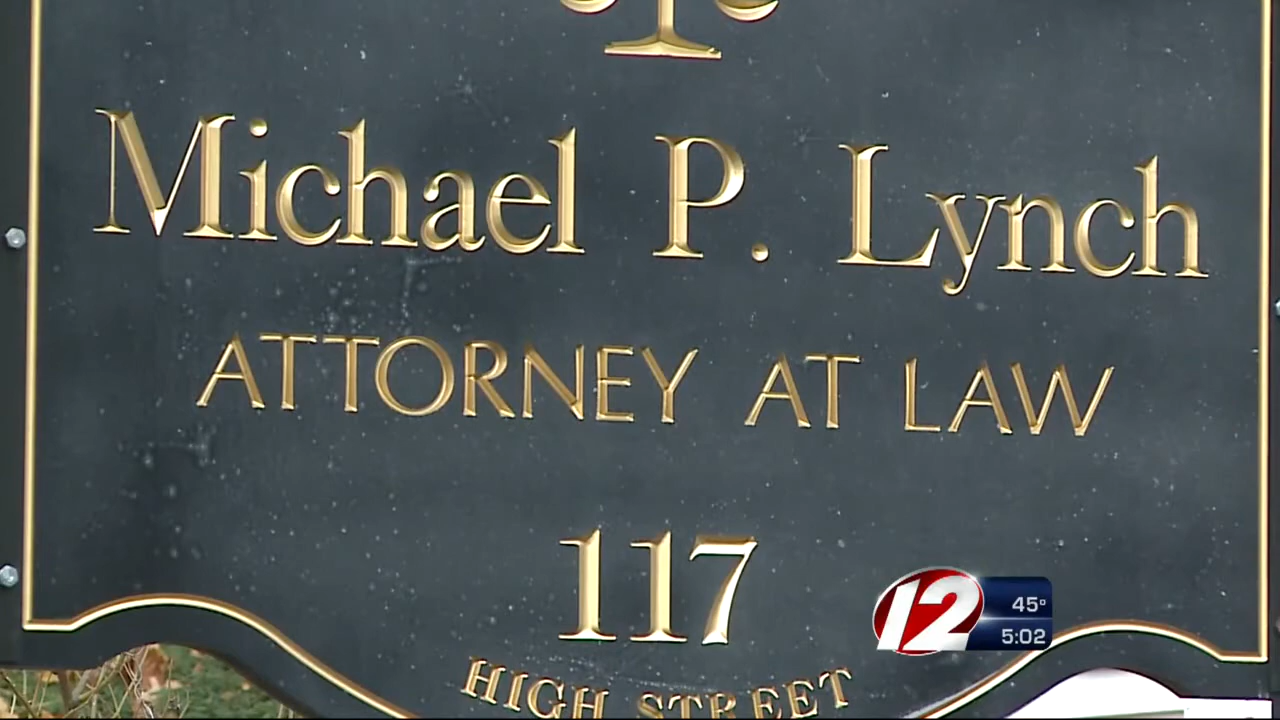 Michael P. Lynch
ATTORNEY AT LAW
117
HIGH STREET
12
45°
5:02